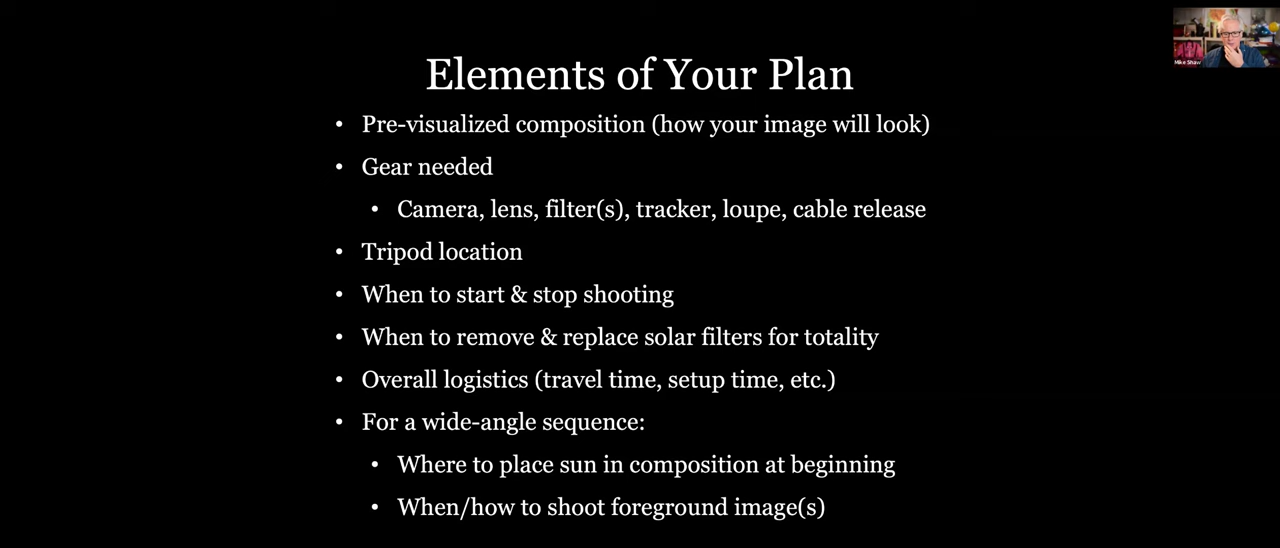 Elements of Your Plan
• Pre-visualized composition (how your image will look)
• Gear needed
• Camera, lens, filter(s), tracker, loupe, cable release
• Tripod location
• When to start & stop shooting
• When to remove & replace solar filters for totality
• Overall logistics (travel time, setup time, etc.)
• For a wide-angle sequence:
• Where to place sun in composition at beginning
• When/how to shoot foreground image(s)
Mike Shaw